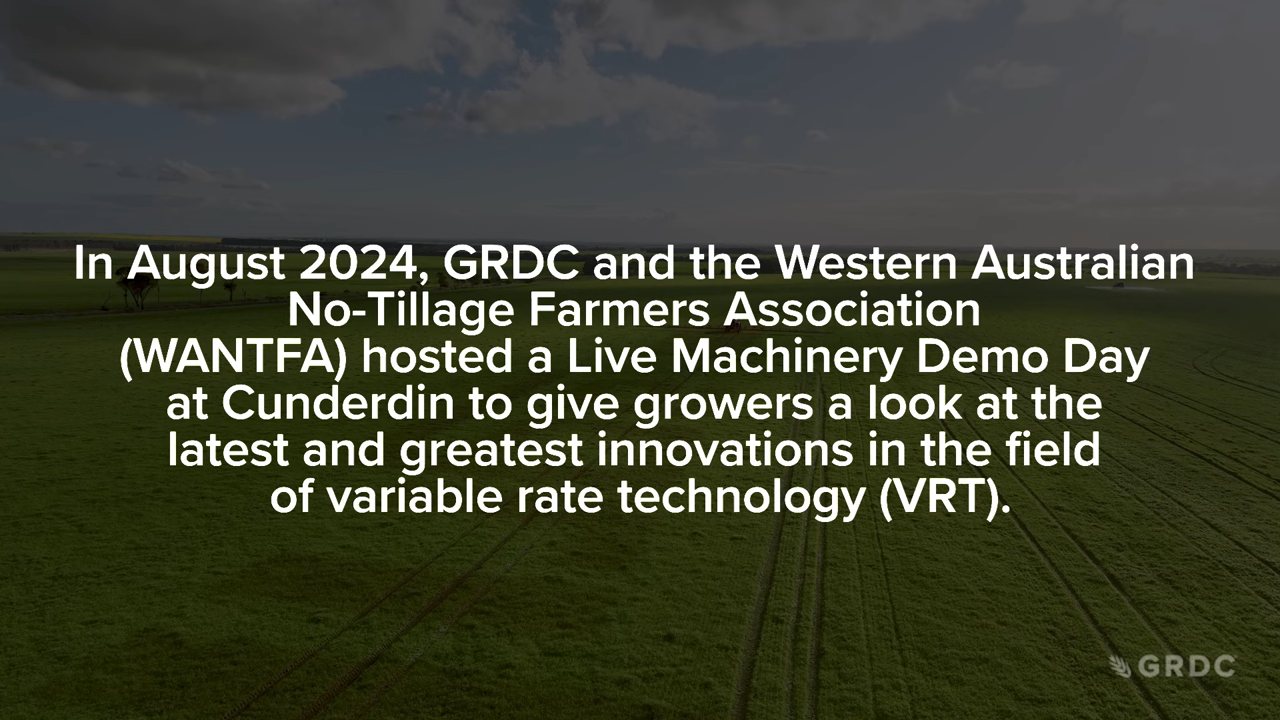 In August 2024, GRDC and the Western Australian
No-Tillage Farmers Association
(WANTFA) hosted a Live Machinery Demo Day
at Cunderdin to give growers a look at the
latest and greatest innovations in the field
of variable rate technology (VRT).
GRDC